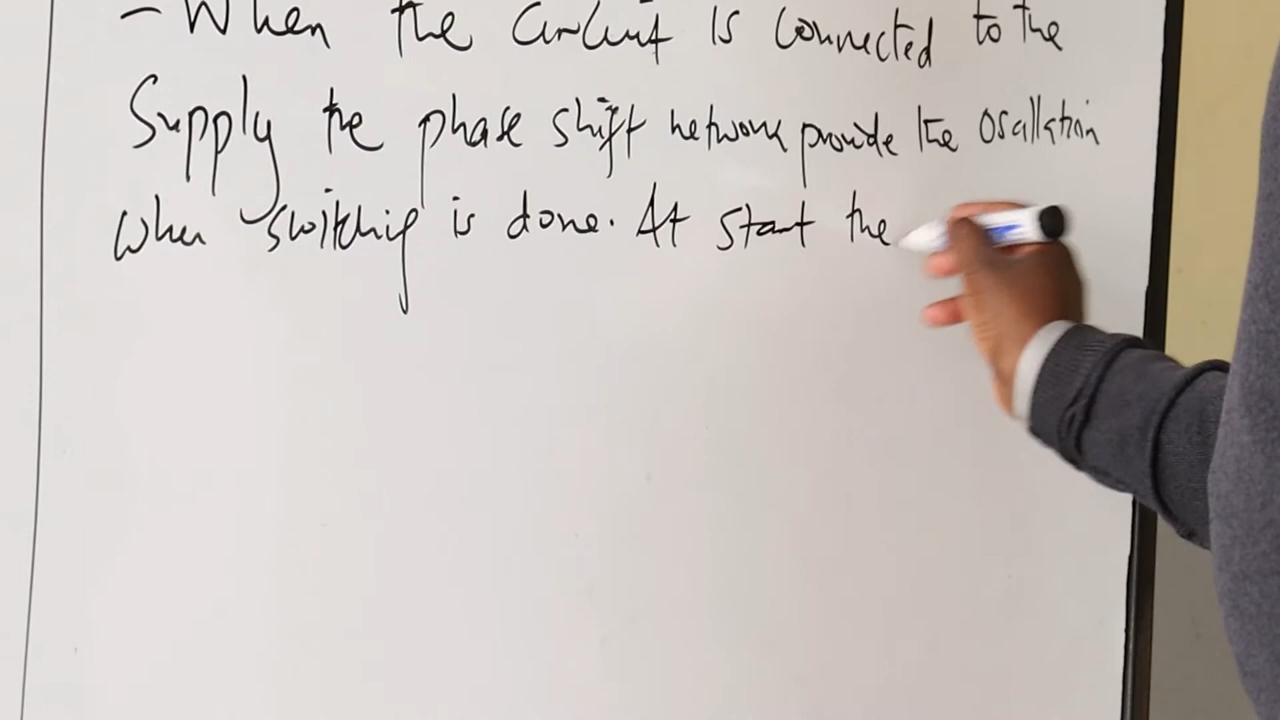 - When the Circuit is connected to the
Supply the phase shift network provide the Oscillation
When switching is done. At start the